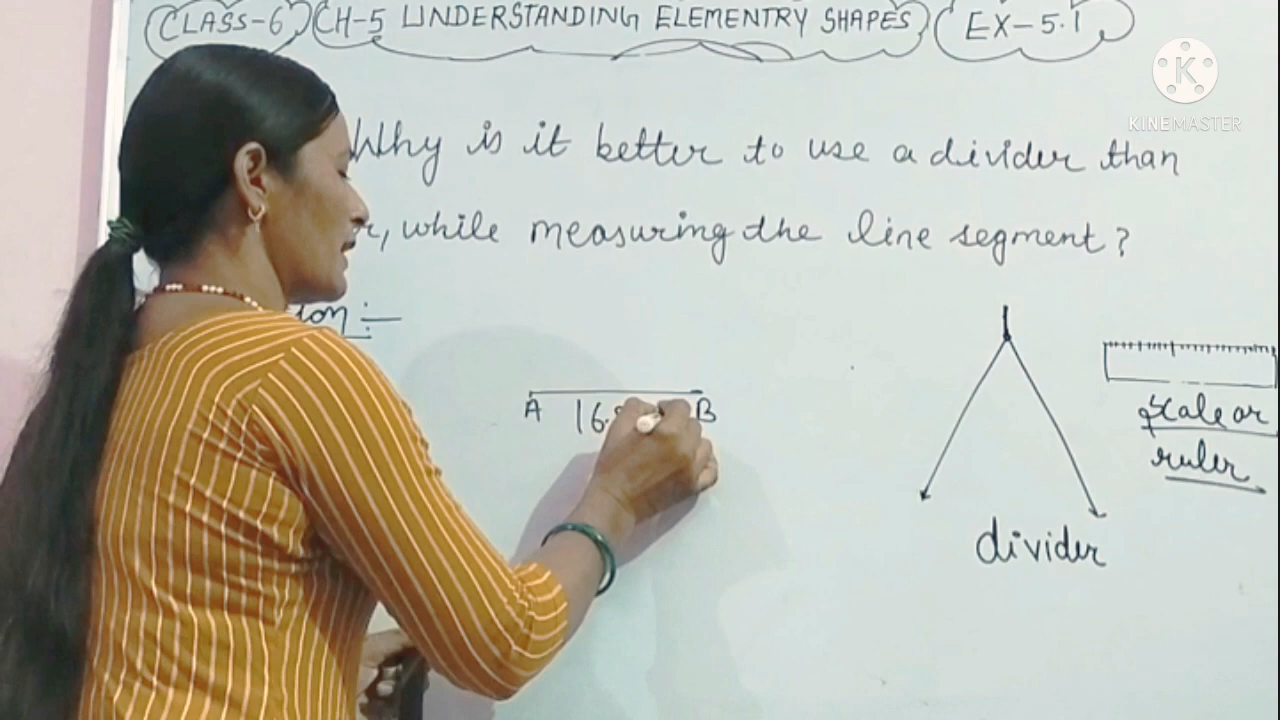 CLASS-6 CH-5 UNDERSTANDING ELEMENTRY SHAPES EX-5.1
K
KINEMASTER
Why is it better to use a divider than
while measuring the line segment?
A B
scale or
ruler
divider